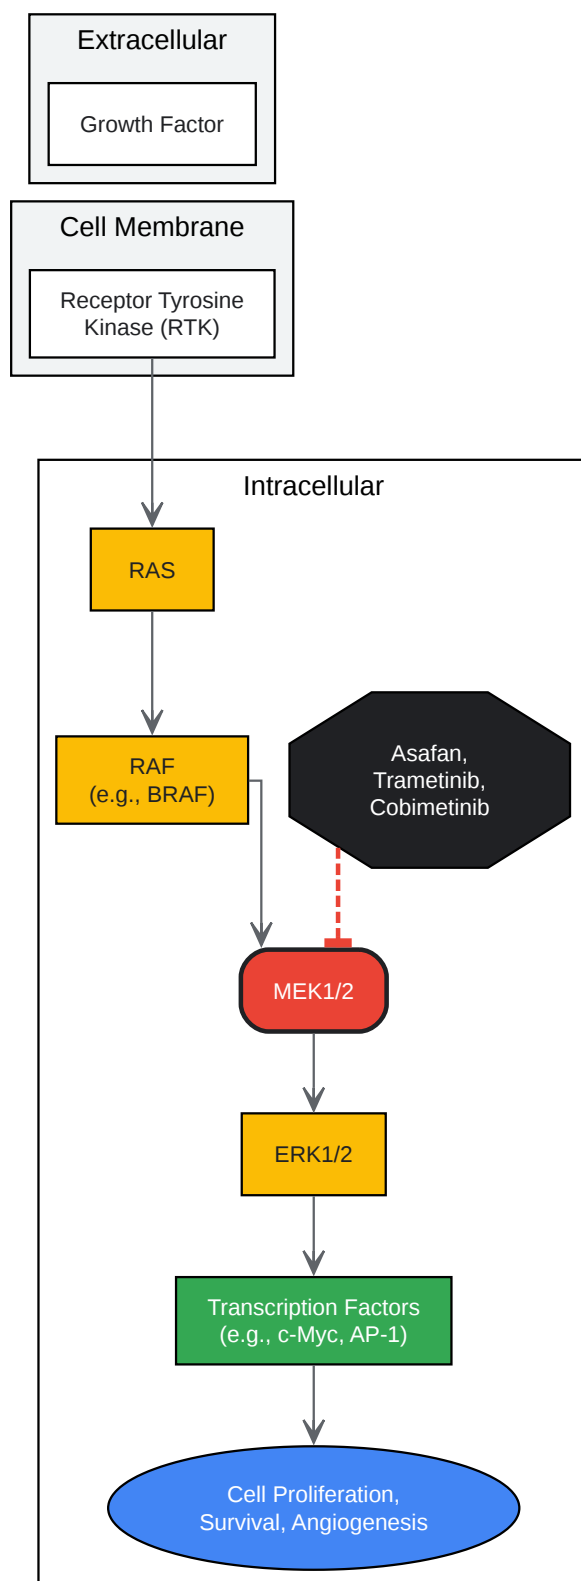 Extracellular
Growth Factor
Cell Membrane
Receptor Tyrosine
Kinase (RTK)
Intracellular
RAS
RAF
(e.g., BRAF)
Asafan,
Trametinib,
Cobimetinib
MEK1/2
ERK1/2
Transcription Factors
(e.g., c-Myc, AP-1)
Cell Proliferation,
Survival, Angiogenesis